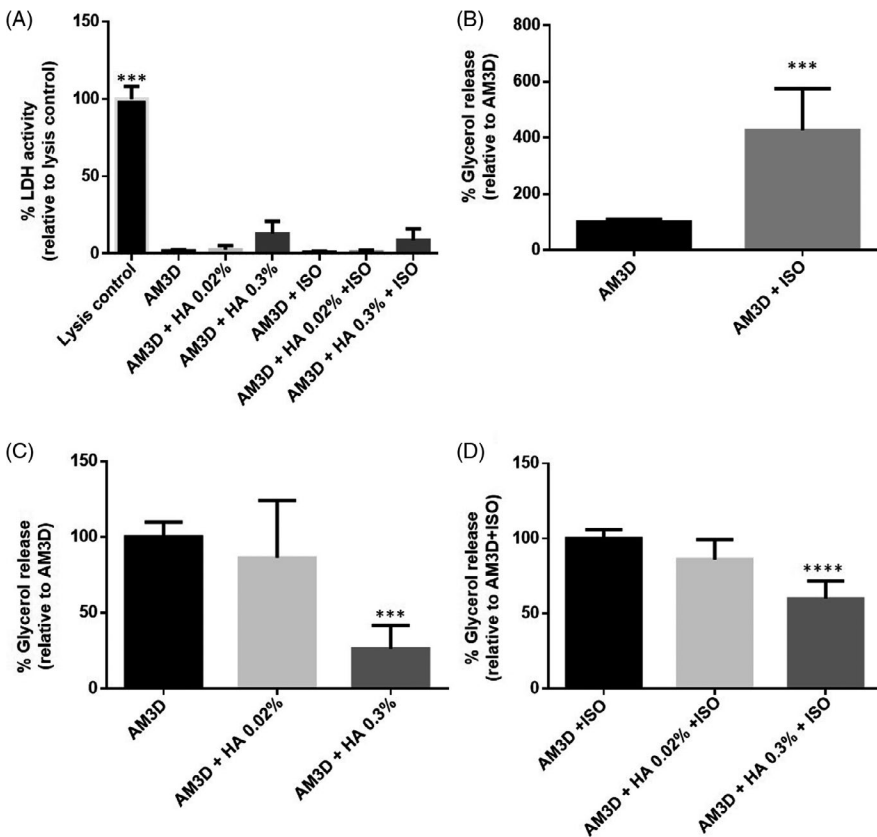 (A)
% LDH activity
(relative to lysis control)
150
100
50
0
***
Lysis control
AM3D
AM3D + HA 0.02%
AM3D + HA 0.3%
AM3D + ISO
AM3D + HA 0.02% +ISO
AM3D + HA 0.3% + ISO
(B)
% Glycerol release
(relative to AM3D)
800
600
400
200
0
***
AM3D
AM3D + ISO
(C)
% Glycerol release
(relative to AM3D)
150
100
50
0
***
AM3D
AM3D + HA 0.02%
AM3D + HA 0.3%
(D)
% Glycerol release
(relative to AM3D+ISO)
150
100
50
0
****
AM3D +ISO
AM3D + HA 0.02% +ISO
AM3D + HA 0.3% + ISO